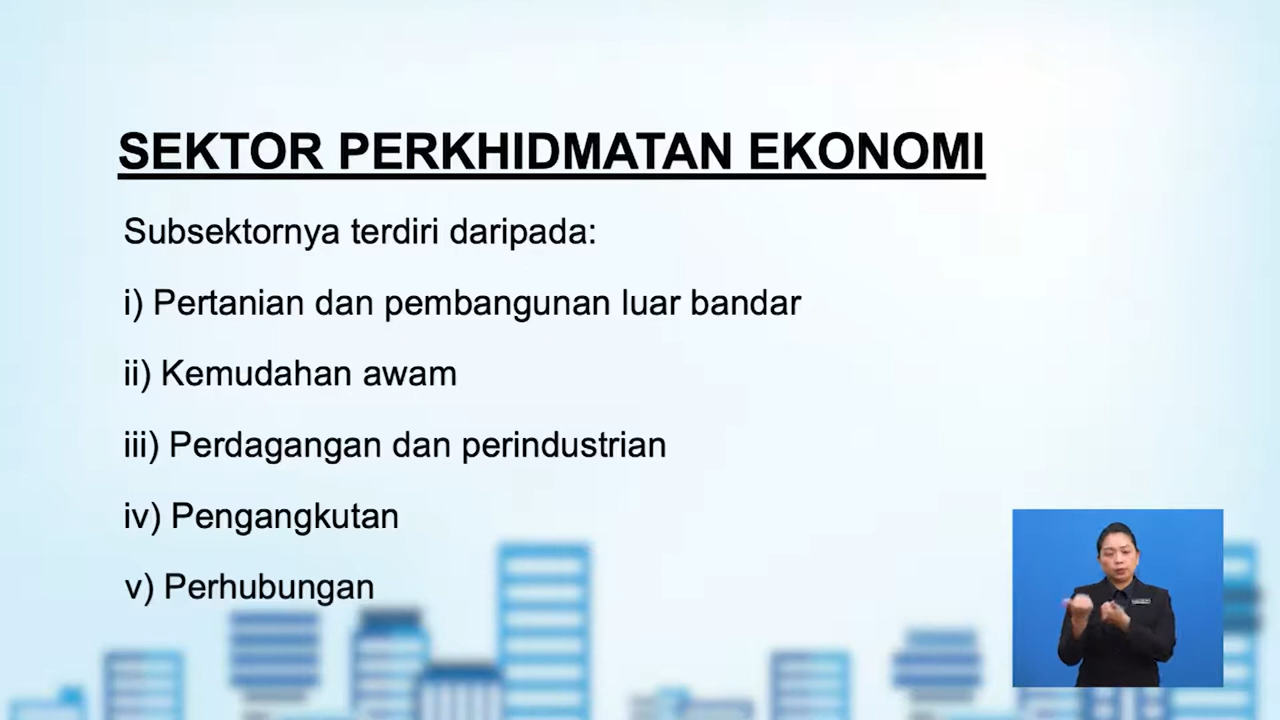 SEKTOR PERKHIDMATAN EKONOMI
Subsektornya terdiri daripada:
i) Pertanian dan pembangunan luar bandar
ii) Kemudahan awam
iii) Perdagangan dan perindustrian
iv) Pengangkutan
v) Perhubungan